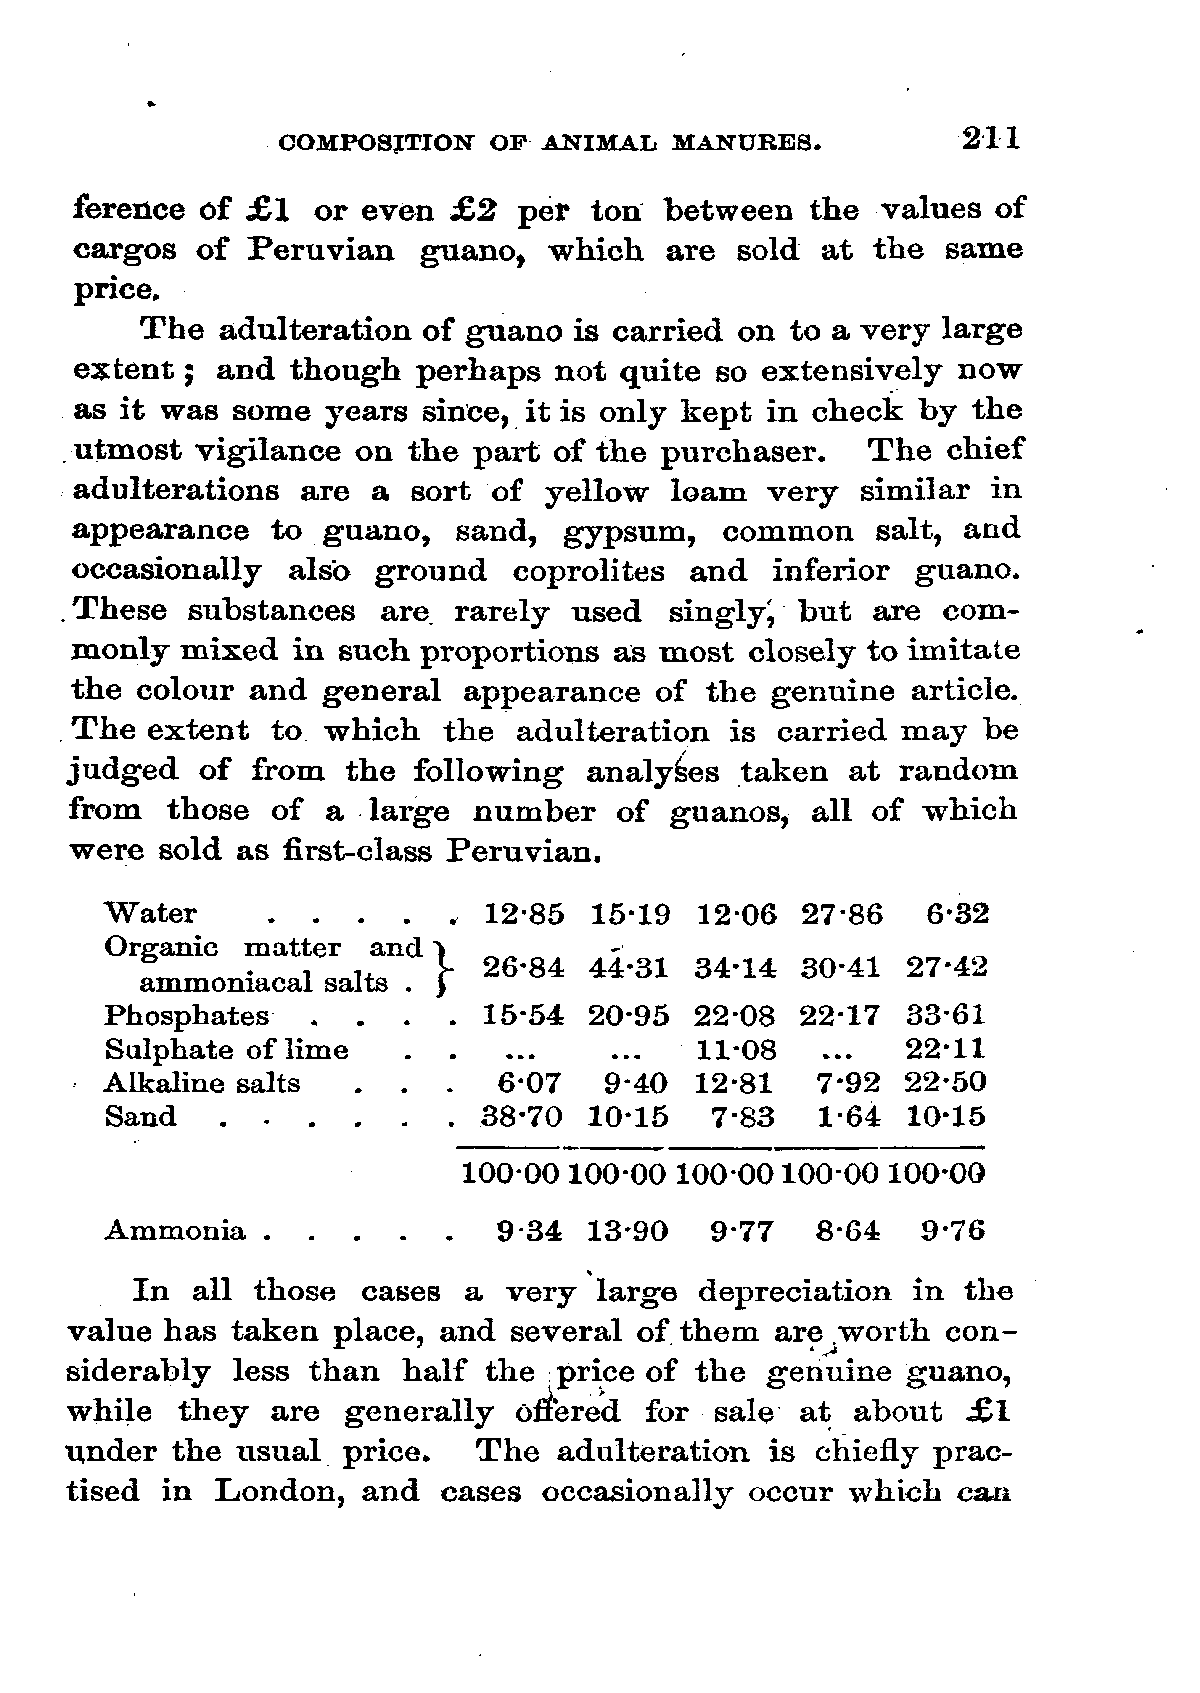 COMPOSITION OF ANIMAL MANURES. 211
ference of £1 or even £2 per ton between the values of
cargos of Peruvian guano, which are sold at the same
price.
The adulteration of guano is carried on to a very large
extent; and though perhaps not quite so extensively now
as it was some years since, it is only kept in check by the
utmost vigilance on the part of the purchaser. The chief
adulterations are a sort of yellow loam very similar in
appearance to guano, sand, gypsum, common salt, and
occasionally also ground coprolites and inferior guano.
These substances are rarely used singly, but are com-
monly mixed in such proportions as most closely to imitate
the colour and general appearance of the genuine article.
The extent to which the adulteration is carried may be
judged of from the following analyses taken at random
from those of a large number of guanos, all of which
were sold as first-class Peruvian.
Water . . . . . 12·85 15·19 12·06 27·86 6·32
Organic matter and
ammoniacal salts . } 26·84 44·31 34·14 30·41 27·42
Phosphates . . . . 15·54 20·95 22·08 22·17 33·61
Sulphate of lime . . ... ... 11·08 ... 22·11
Alkaline salts . . . 6·07 9·40 12·81 7·92 22·50
Sand . . . . . . 38·70 10·15 7·83 1·64 10·15
100·00 100·00 100·00 100·00 100·00
Ammonia . . . . . 9·34 13·90 9·77 8·64 9·76
In all those cases a very large depreciation in the
value has taken place, and several of them are worth con-
siderably less than half the price of the genuine guano,
while they are generally offered for sale at about £1
under the usual price. The adulteration is chiefly prac-
tised in London, and cases occasionally occur which can